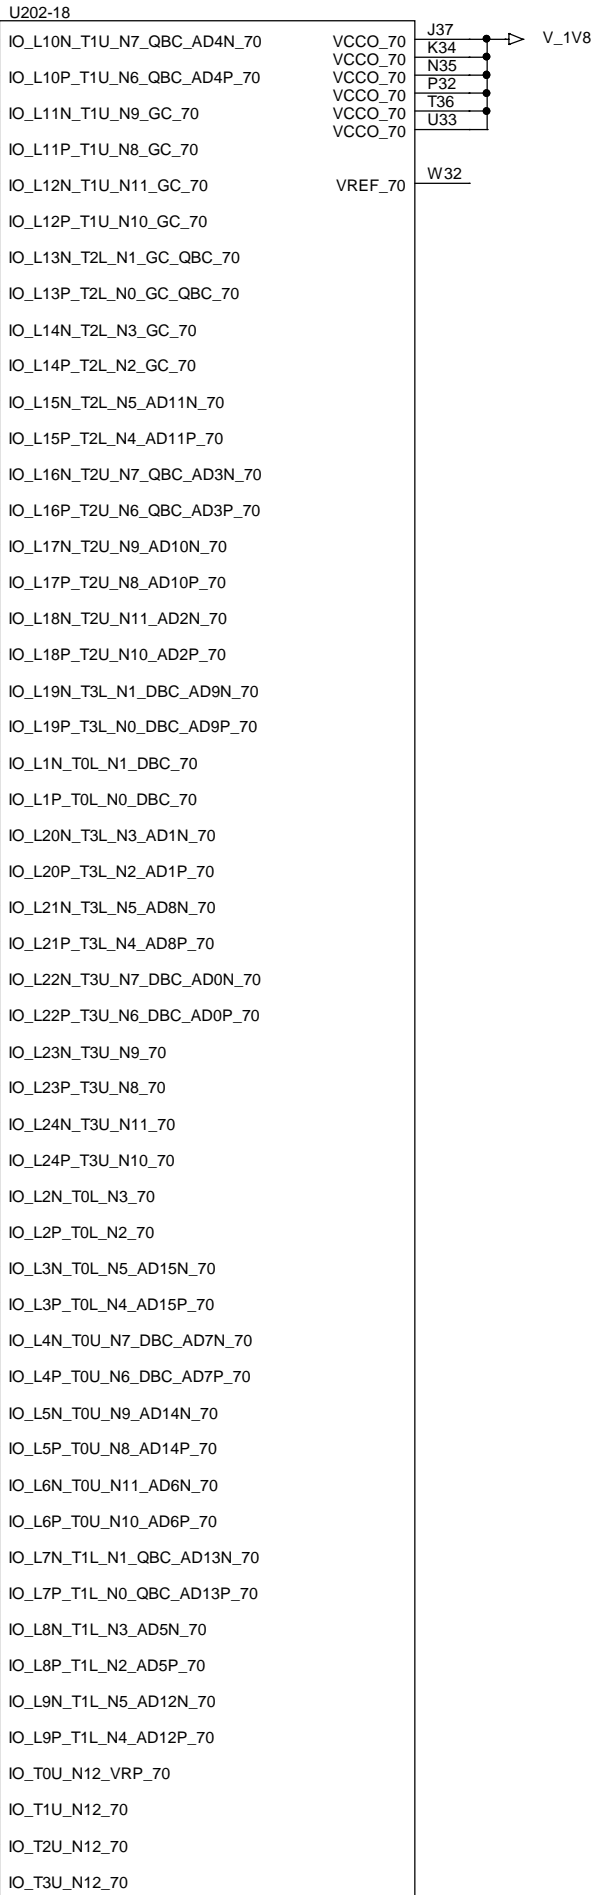 U202-18
IO_L10N_T1U_N7_QBC_AD4N_70 VCCO_70 J37 V_1V8
VCCO_70 K34
IO_L10P_T1U_N6_QBC_AD4P_70 VCCO_70 N35
VCCO_70 P32
IO_L11N_T1U_N9_GC_70 VCCO_70 T36
VCCO_70 U33
IO_L11P_T1U_N8_GC_70
IO_L12N_T1U_N11_GC_70 VREF_70 W32
IO_L12P_T1U_N10_GC_70
IO_L13N_T2L_N1_GC_QBC_70
IO_L13P_T2L_N0_GC_QBC_70
IO_L14N_T2L_N3_GC_70
IO_L14P_T2L_N2_GC_70
IO_L15N_T2L_N5_AD11N_70
IO_L15P_T2L_N4_AD11P_70
IO_L16N_T2U_N7_QBC_AD3N_70
IO_L16P_T2U_N6_QBC_AD3P_70
IO_L17N_T2U_N9_AD10N_70
IO_L17P_T2U_N8_AD10P_70
IO_L18N_T2U_N11_AD2N_70
IO_L18P_T2U_N10_AD2P_70
IO_L19N_T3L_N1_DBC_AD9N_70
IO_L19P_T3L_N0_DBC_AD9P_70
IO_L1N_T0L_N1_DBC_70
IO_L1P_T0L_N0_DBC_70
IO_L20N_T3L_N3_AD1N_70
IO_L20P_T3L_N2_AD1P_70
IO_L21N_T3L_N5_AD8N_70
IO_L21P_T3L_N4_AD8P_70
IO_L22N_T3U_N7_DBC_AD0N_70
IO_L22P_T3U_N6_DBC_AD0P_70
IO_L23N_T3U_N9_70
IO_L23P_T3U_N8_70
IO_L24N_T3U_N11_70
IO_L24P_T3U_N10_70
IO_L2N_T0L_N3_70
IO_L2P_T0L_N2_70
IO_L3N_T0L_N5_AD15N_70
IO_L3P_T0L_N4_AD15P_70
IO_L4N_T0U_N7_DBC_AD7N_70
IO_L4P_T0U_N6_DBC_AD7P_70
IO_L5N_T0U_N9_AD14N_70
IO_L5P_T0U_N8_AD14P_70
IO_L6N_T0U_N11_AD6N_70
IO_L6P_T0U_N10_AD6P_70
IO_L7N_T1L_N1_QBC_AD13N_70
IO_L7P_T1L_N0_QBC_AD13P_70
IO_L8N_T1L_N3_AD5N_70
IO_L8P_T1L_N2_AD5P_70
IO_L9N_T1L_N5_AD12N_70
IO_L9P_T1L_N4_AD12P_70
IO_T0U_N12_VRP_70
IO_T1U_N12_70
IO_T2U_N12_70
IO_T3U_N12_70